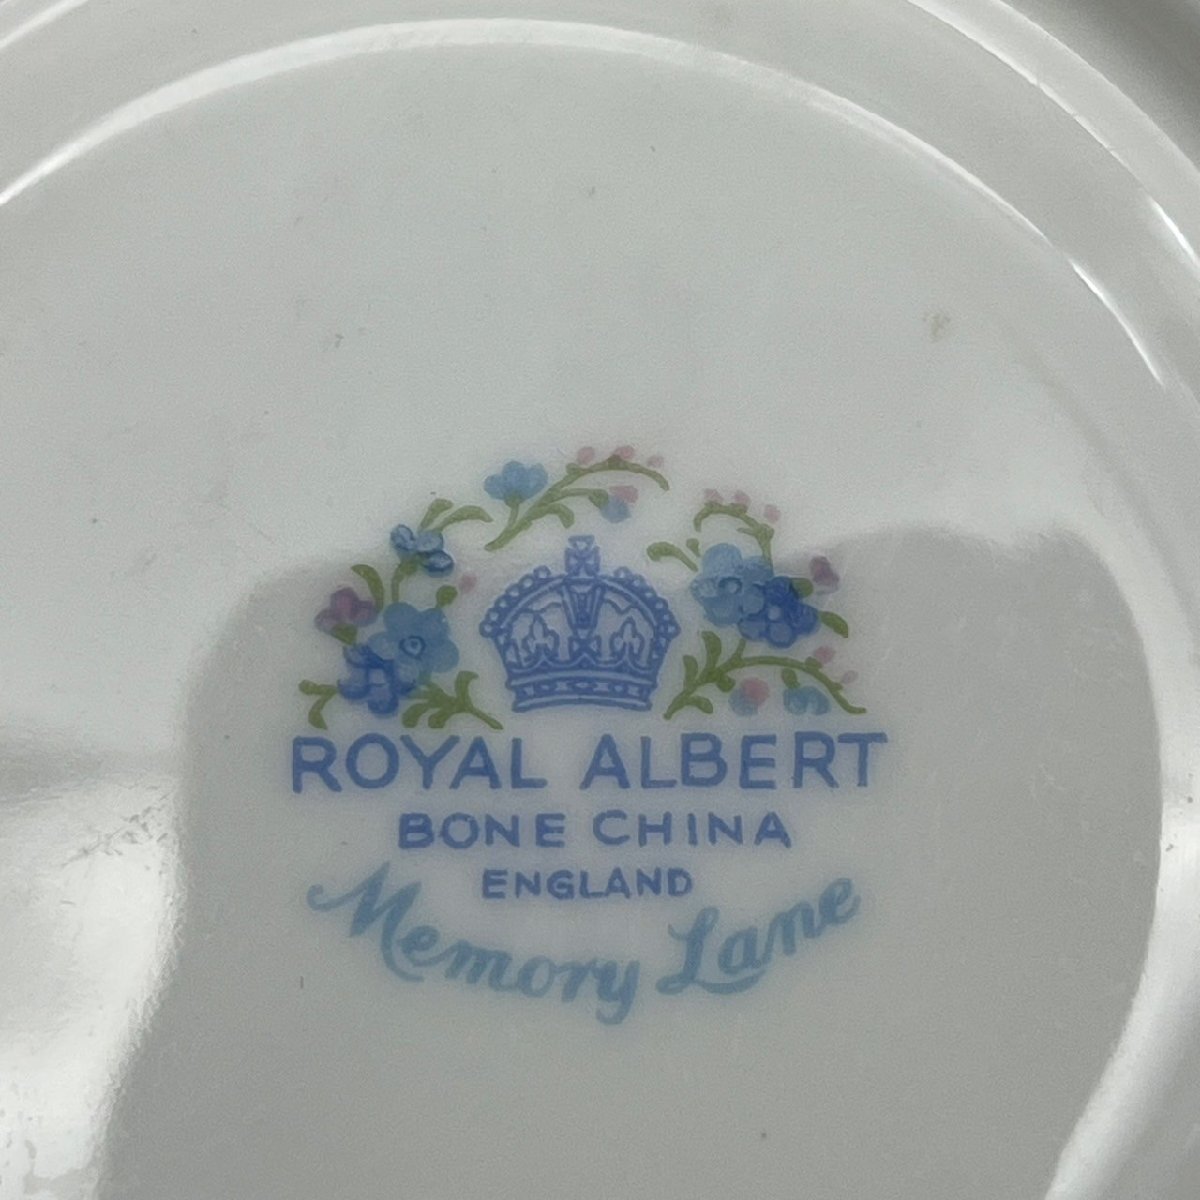 ROYAL ALBERT
BONE CHINA
ENGLAND
Memory Lane